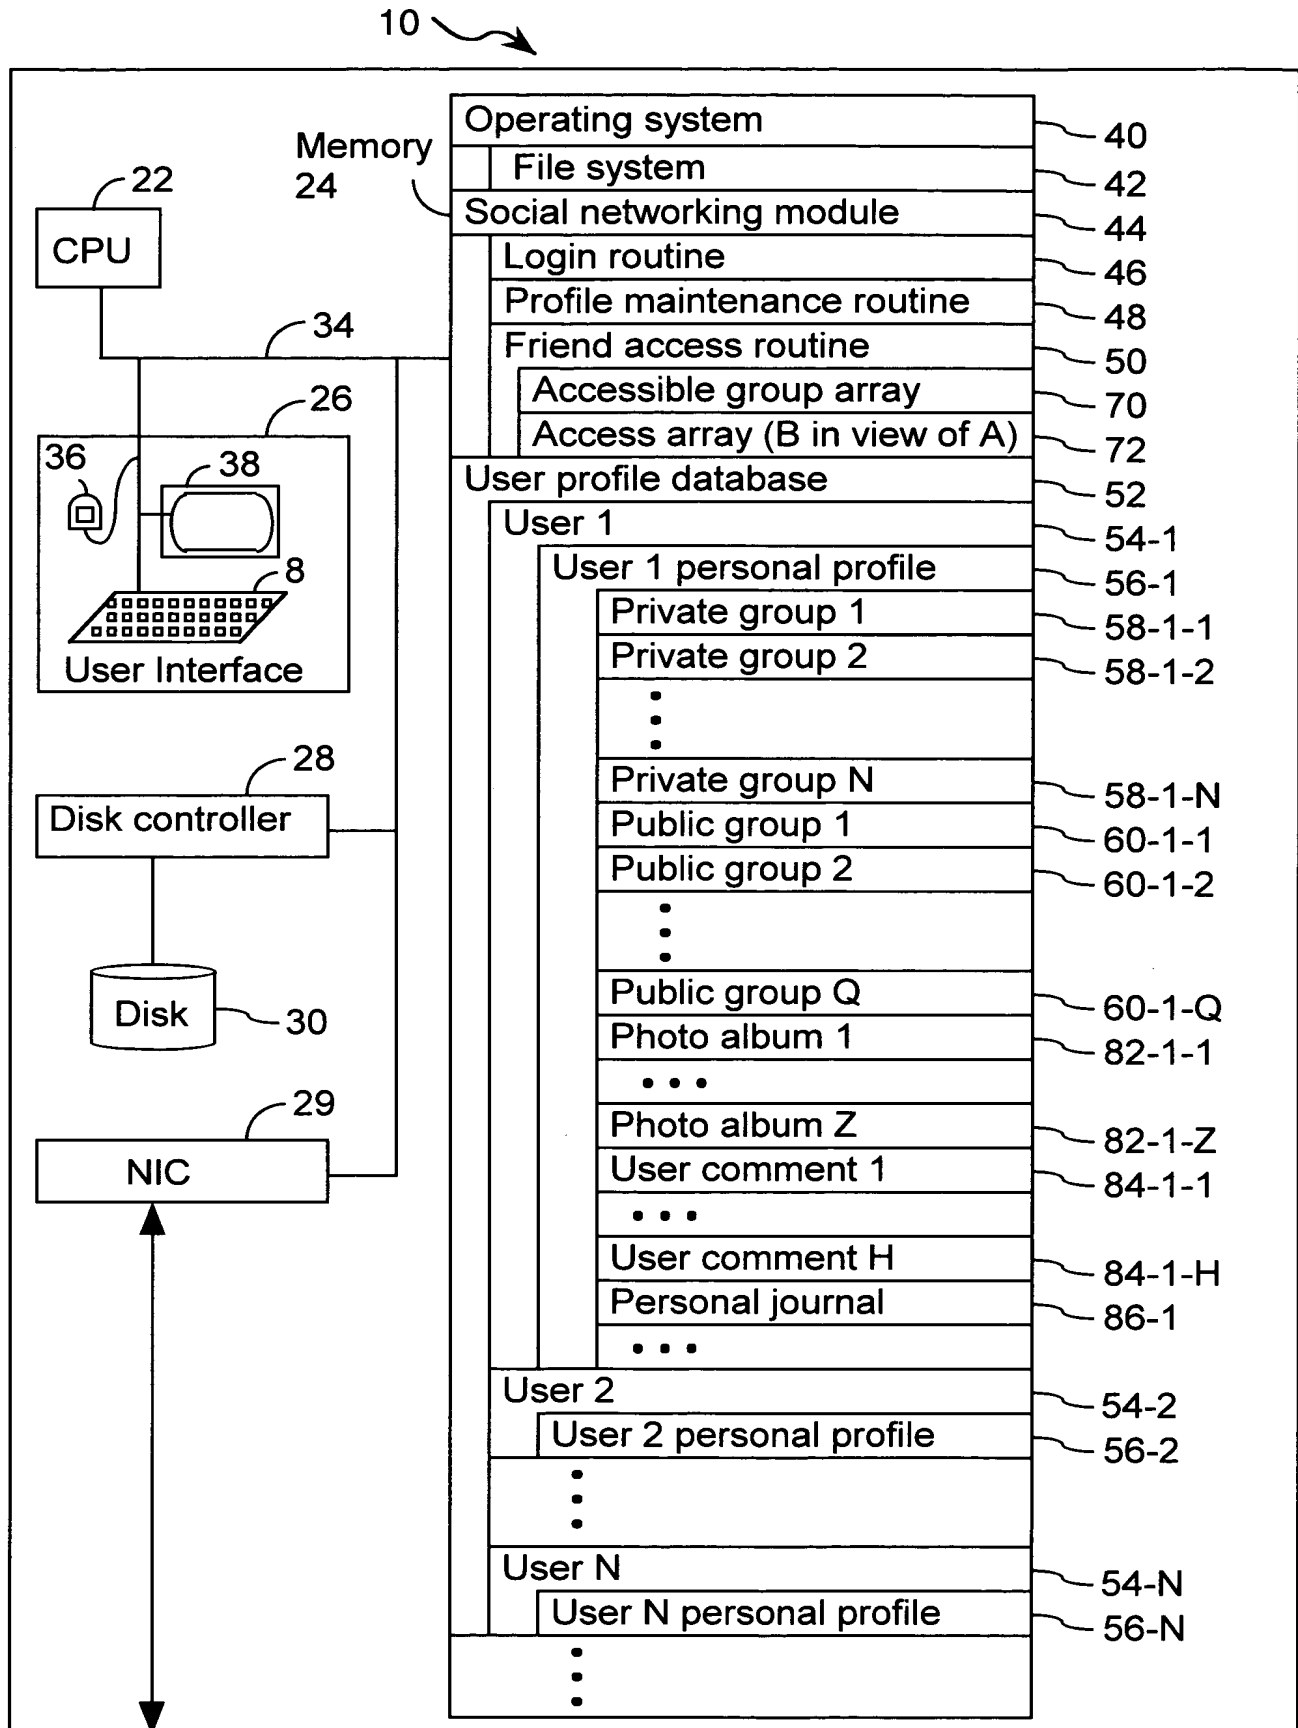 10
Memory
24
22
CPU
34
26
36
38
8
User Interface
28
Disk controller
Disk
30
29
NIC
Operating system
40
File system
42
Social networking module
44
Login routine
46
Profile maintenance routine
48
Friend access routine
50
Accessible group array
70
Access array (B in view of A)
72
User profile database
52
User 1
54-1
User 1 personal profile
56-1
Private group 1
58-1-1
Private group 2
58-1-2
Private group N
58-1-N
Public group 1
60-1-1
Public group 2
60-1-2
Public group Q
60-1-Q
Photo album 1
82-1-1
• • •
Photo album Z
82-1-Z
User comment 1
84-1-1
• • •
User comment H
84-1-H
Personal journal
86-1
• • •
User 2
54-2
User 2 personal profile
56-2
User N
54-N
User N personal profile
56-N